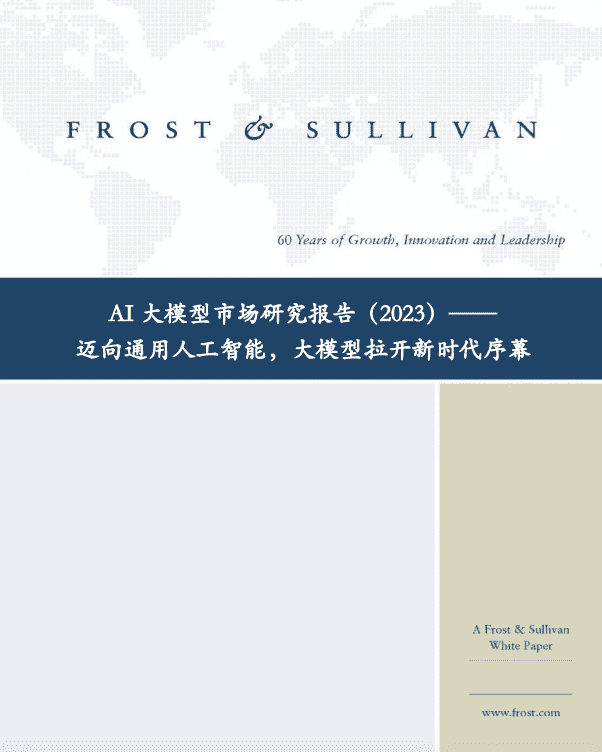 FROST & SULLIVAN
60 Years of Growth, Innovation and Leadership
AI 大模型市场研究报告（2023）——
迈向通用人工智能，大模型拉开新时代序幕
A Frost & Sullivan
White Paper
www.frost.com